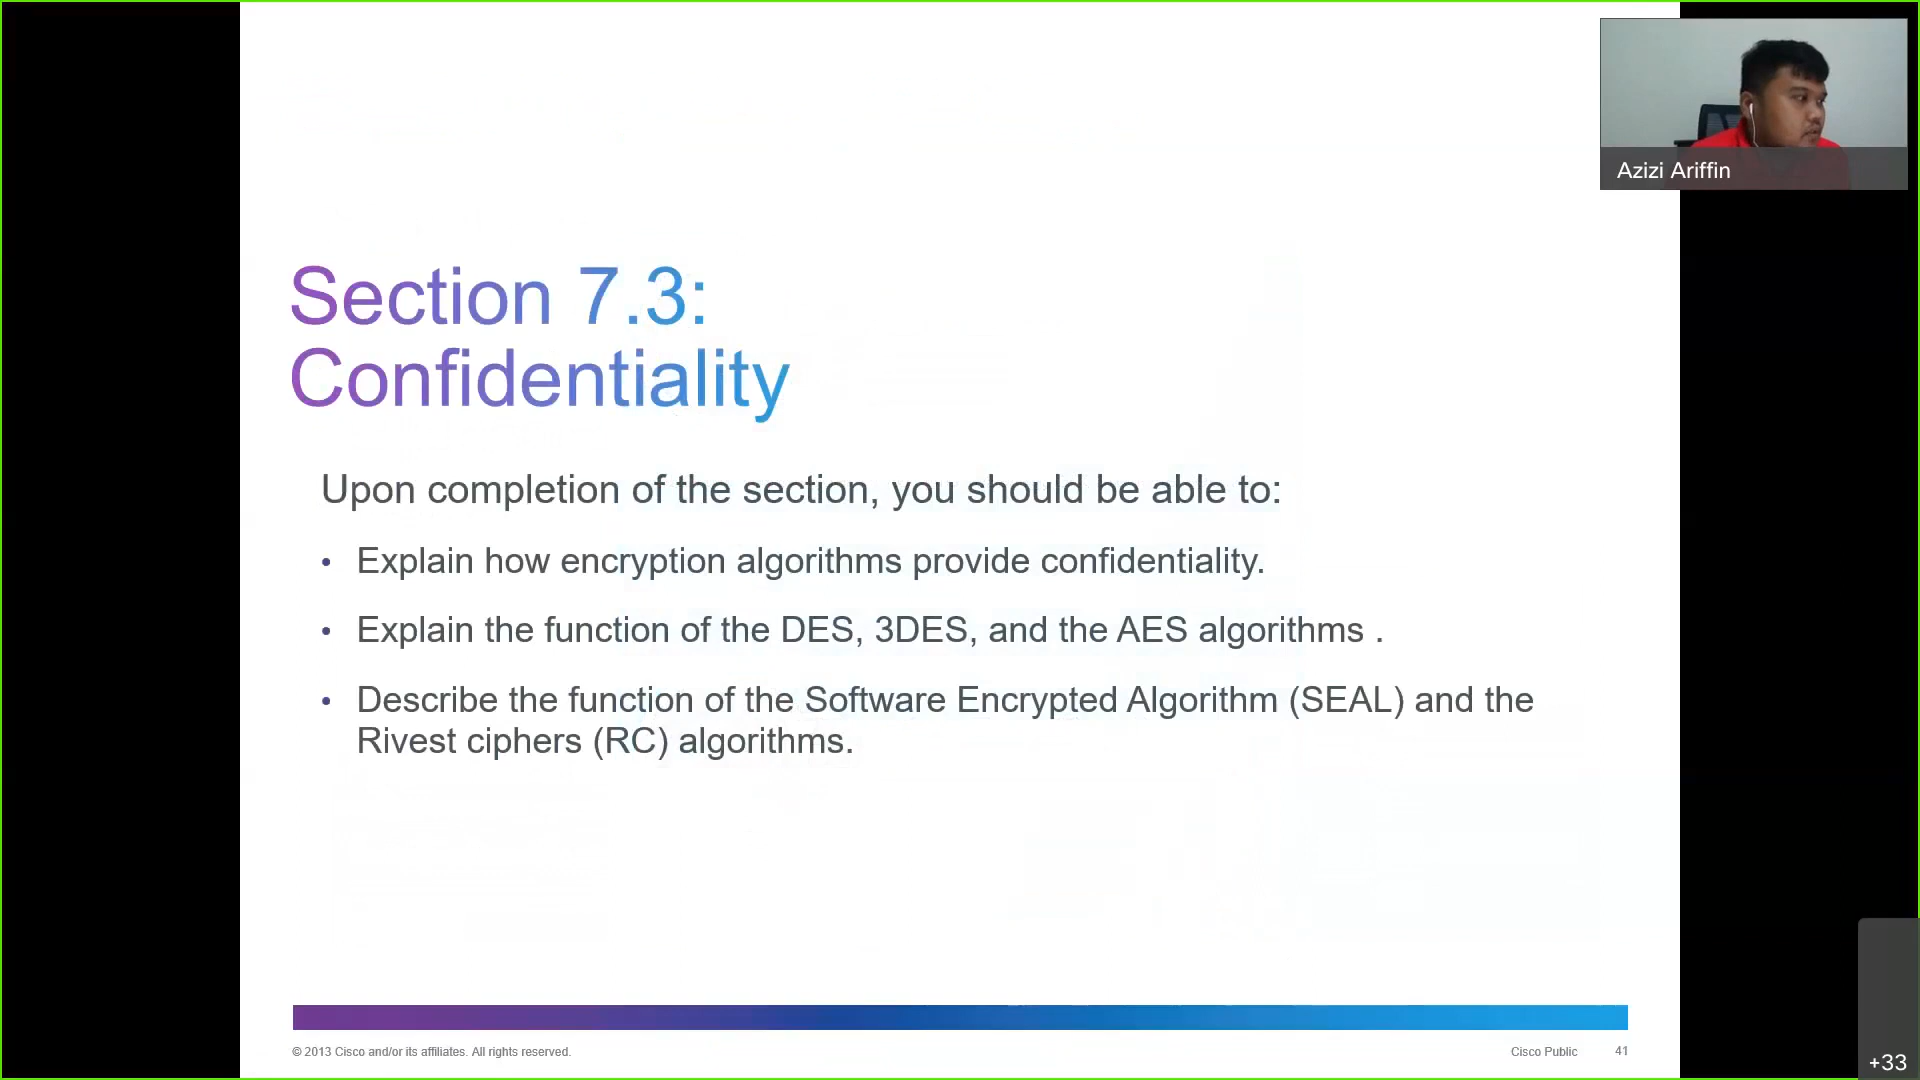 Azizi Ariffin
Section 7.3:
Confidentiality
Upon completion of the section, you should be able to:
• Explain how encryption algorithms provide confidentiality.
• Explain the function of the DES, 3DES, and the AES algorithms .
• Describe the function of the Software Encrypted Algorithm (SEAL) and the
Rivest ciphers (RC) algorithms.
© 2013 Cisco and/or its affiliates. All rights reserved.
Cisco Public 41
+33